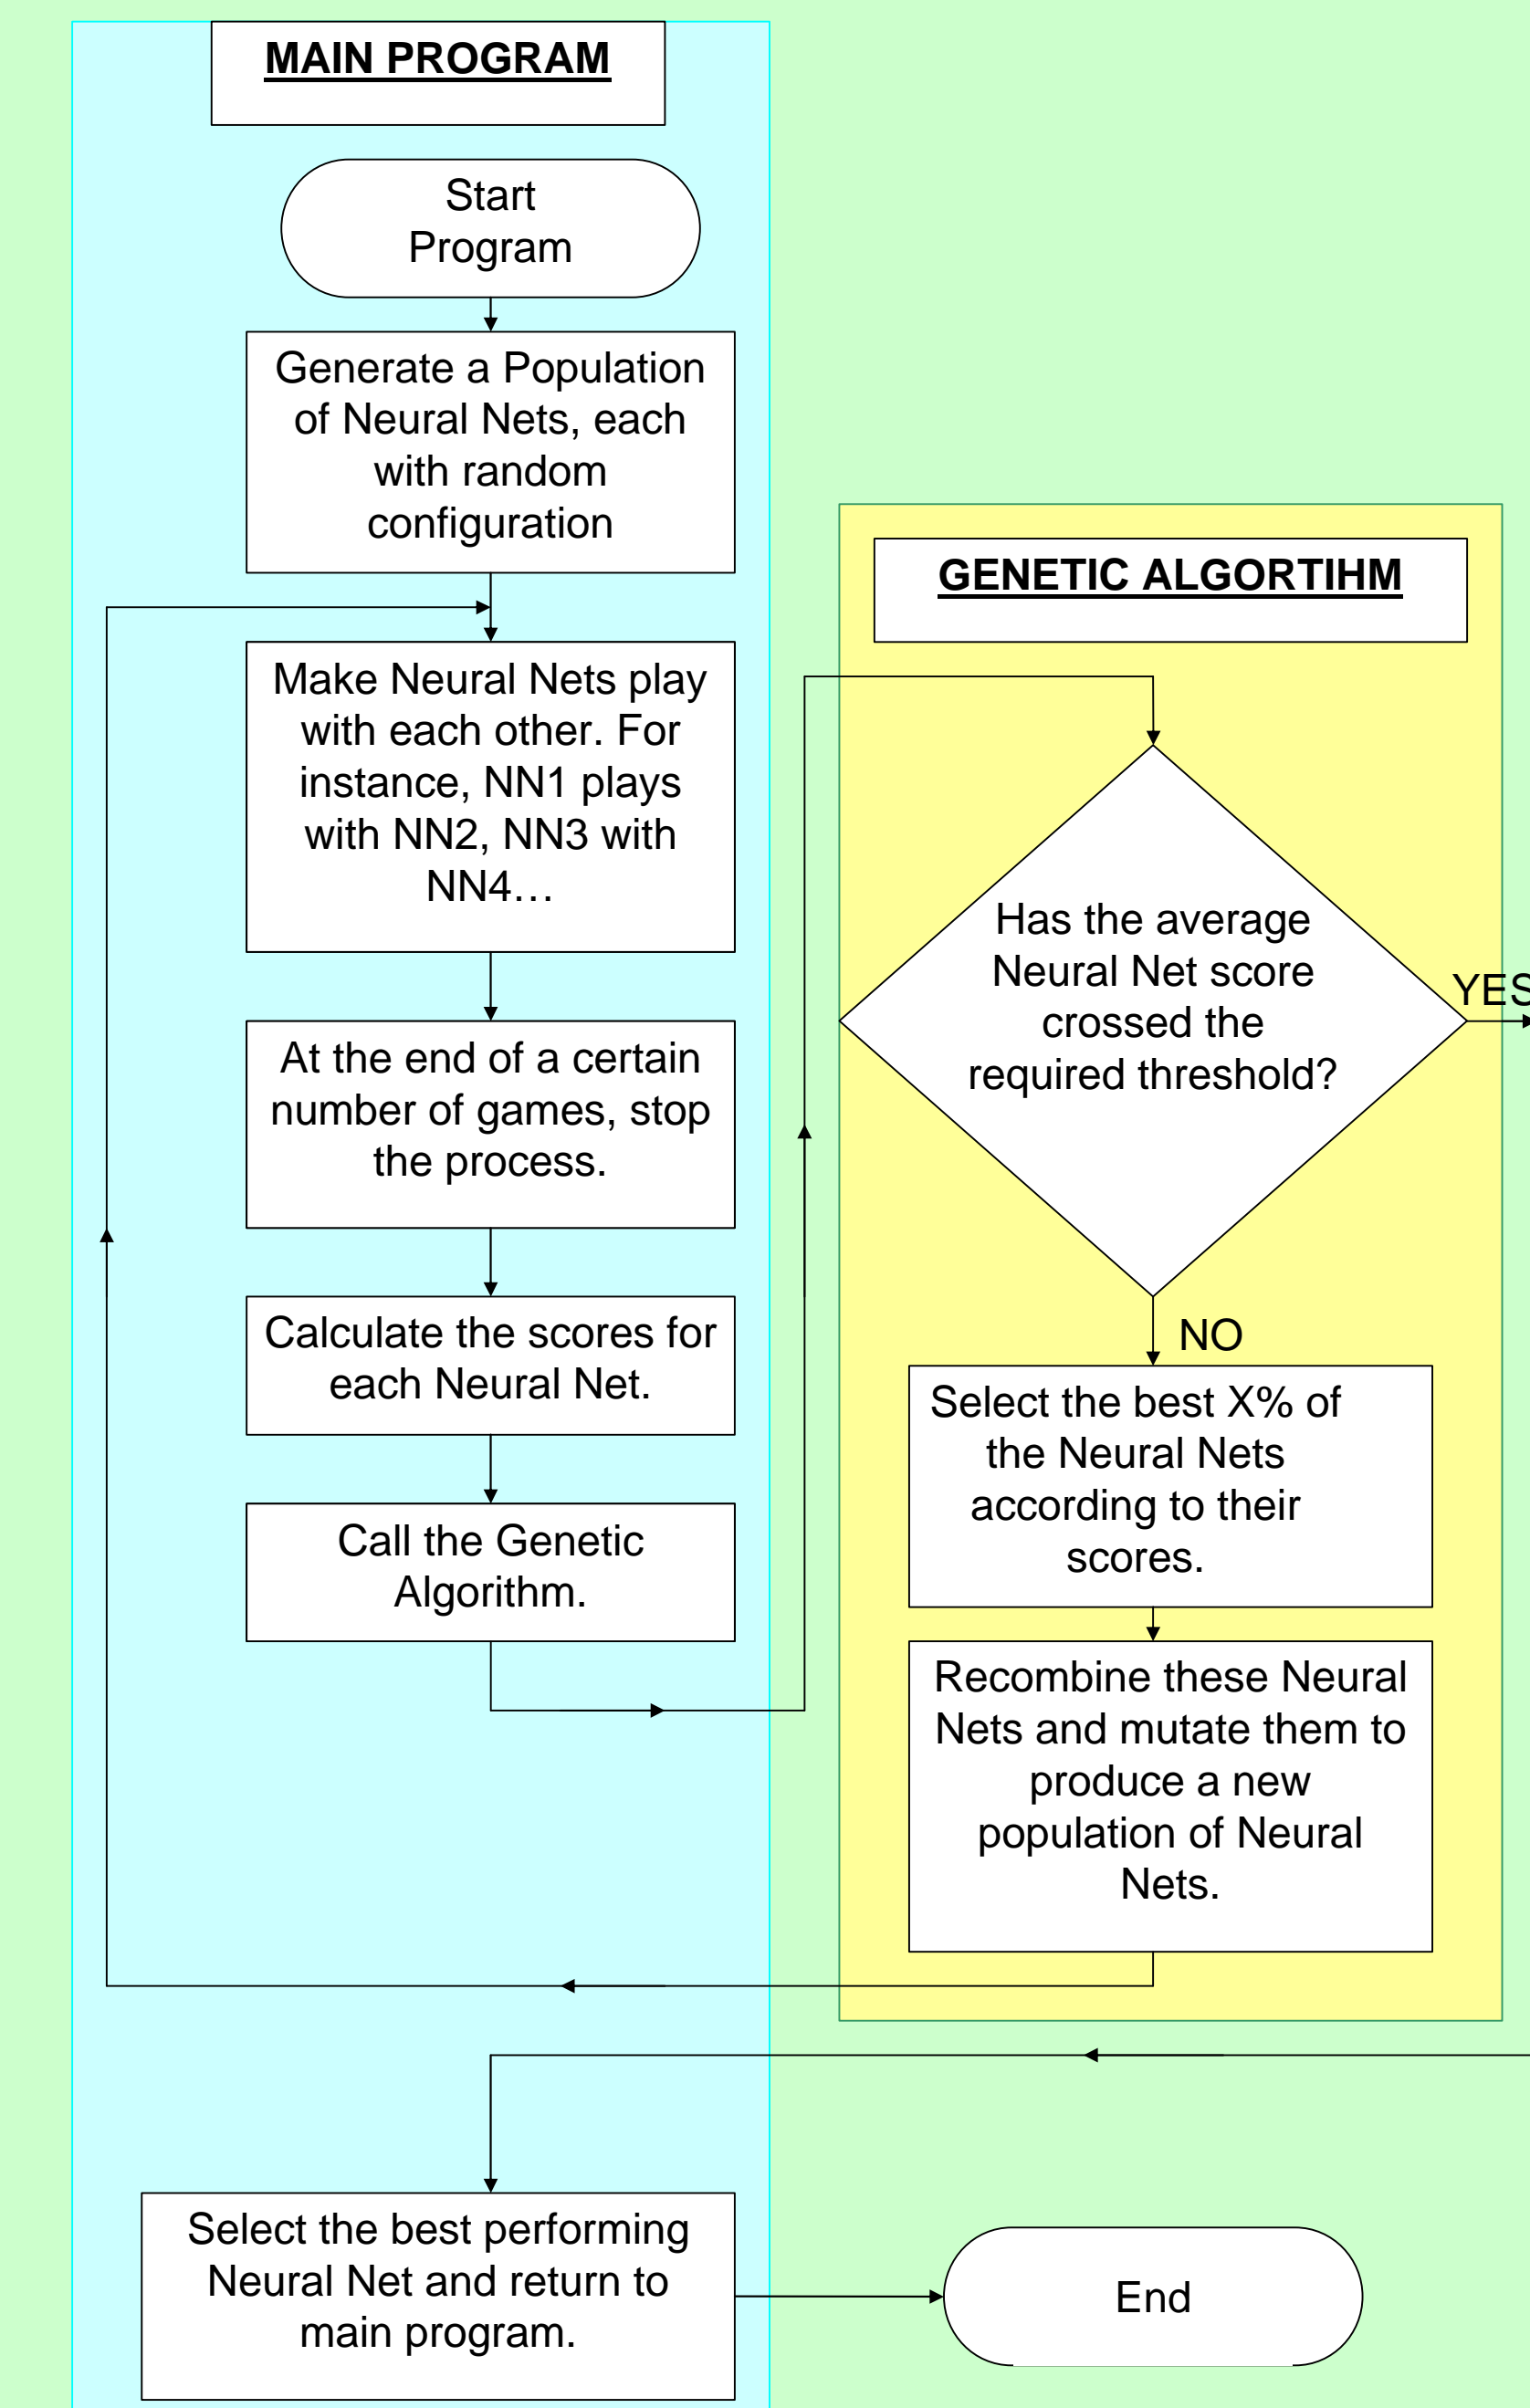 MAIN PROGRAM
Start
Program
Generate a Population
of Neural Nets, each
with random
configuration
Make Neural Nets play
with each other. For
instance, NN1 plays
with NN2, NN3 with
NN4…
At the end of a certain
number of games, stop
the process.
Calculate the scores for
each Neural Net.
Call the Genetic
Algorithm.
GENETIC ALGORTIHM
Has the average
Neural Net score
crossed the
required threshold?
YES
NO
Select the best X% of
the Neural Nets
according to their
scores.
Recombine these Neural
Nets and mutate them to
produce a new
population of Neural
Nets.
Select the best performing
Neural Net and return to
main program.
End